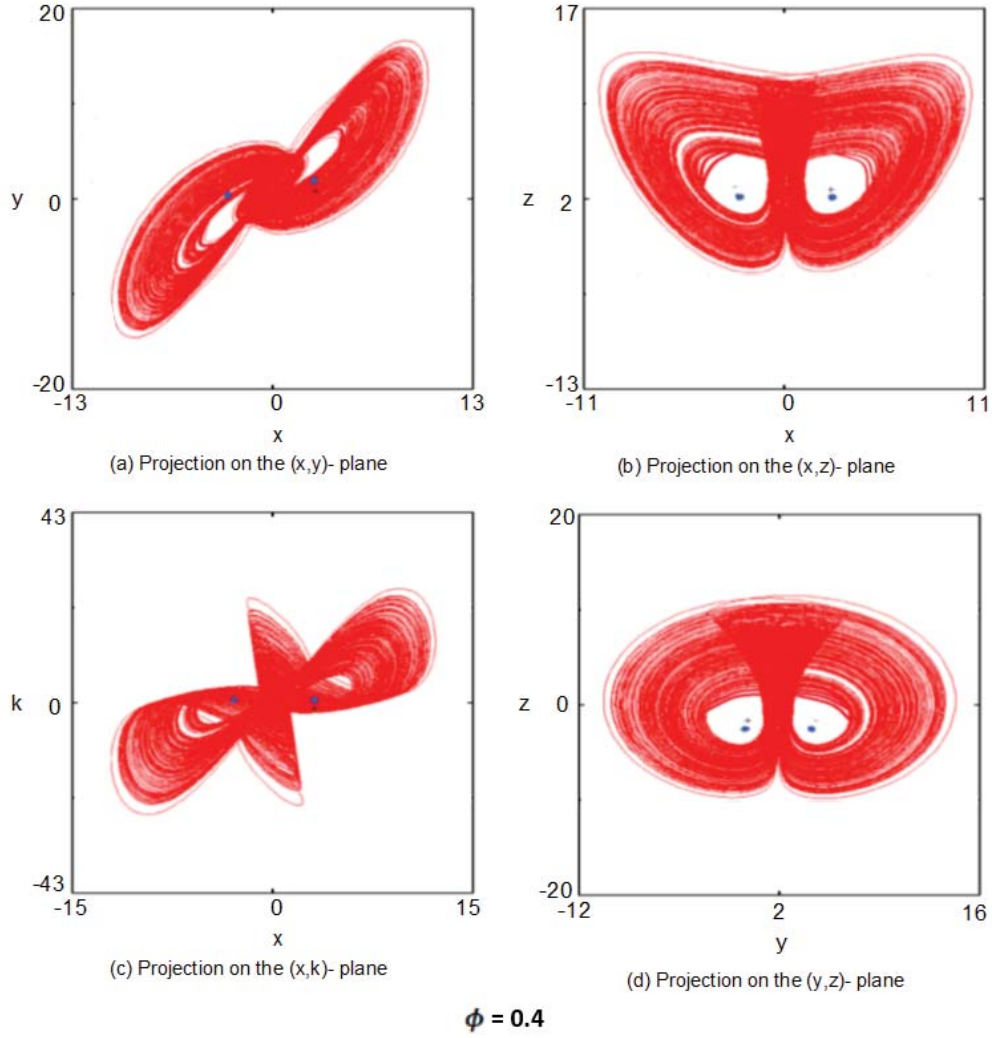 20
y
0
-20
-13
0
13
x
(a) Projection on the (x,y)- plane
17
z
2
-13
-11
0
11
x
(b) Projection on the (x,z)- plane
43
k
0
-43
-15
0
15
x
(c) Projection on the (x,k)- plane
20
z
0
-20
-12
2
16
y
(d) Projection on the (y,z)- plane
ϕ = 0.4